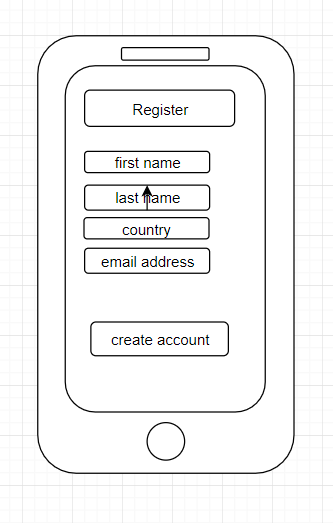 Register
first name
last name
country
email address
create account